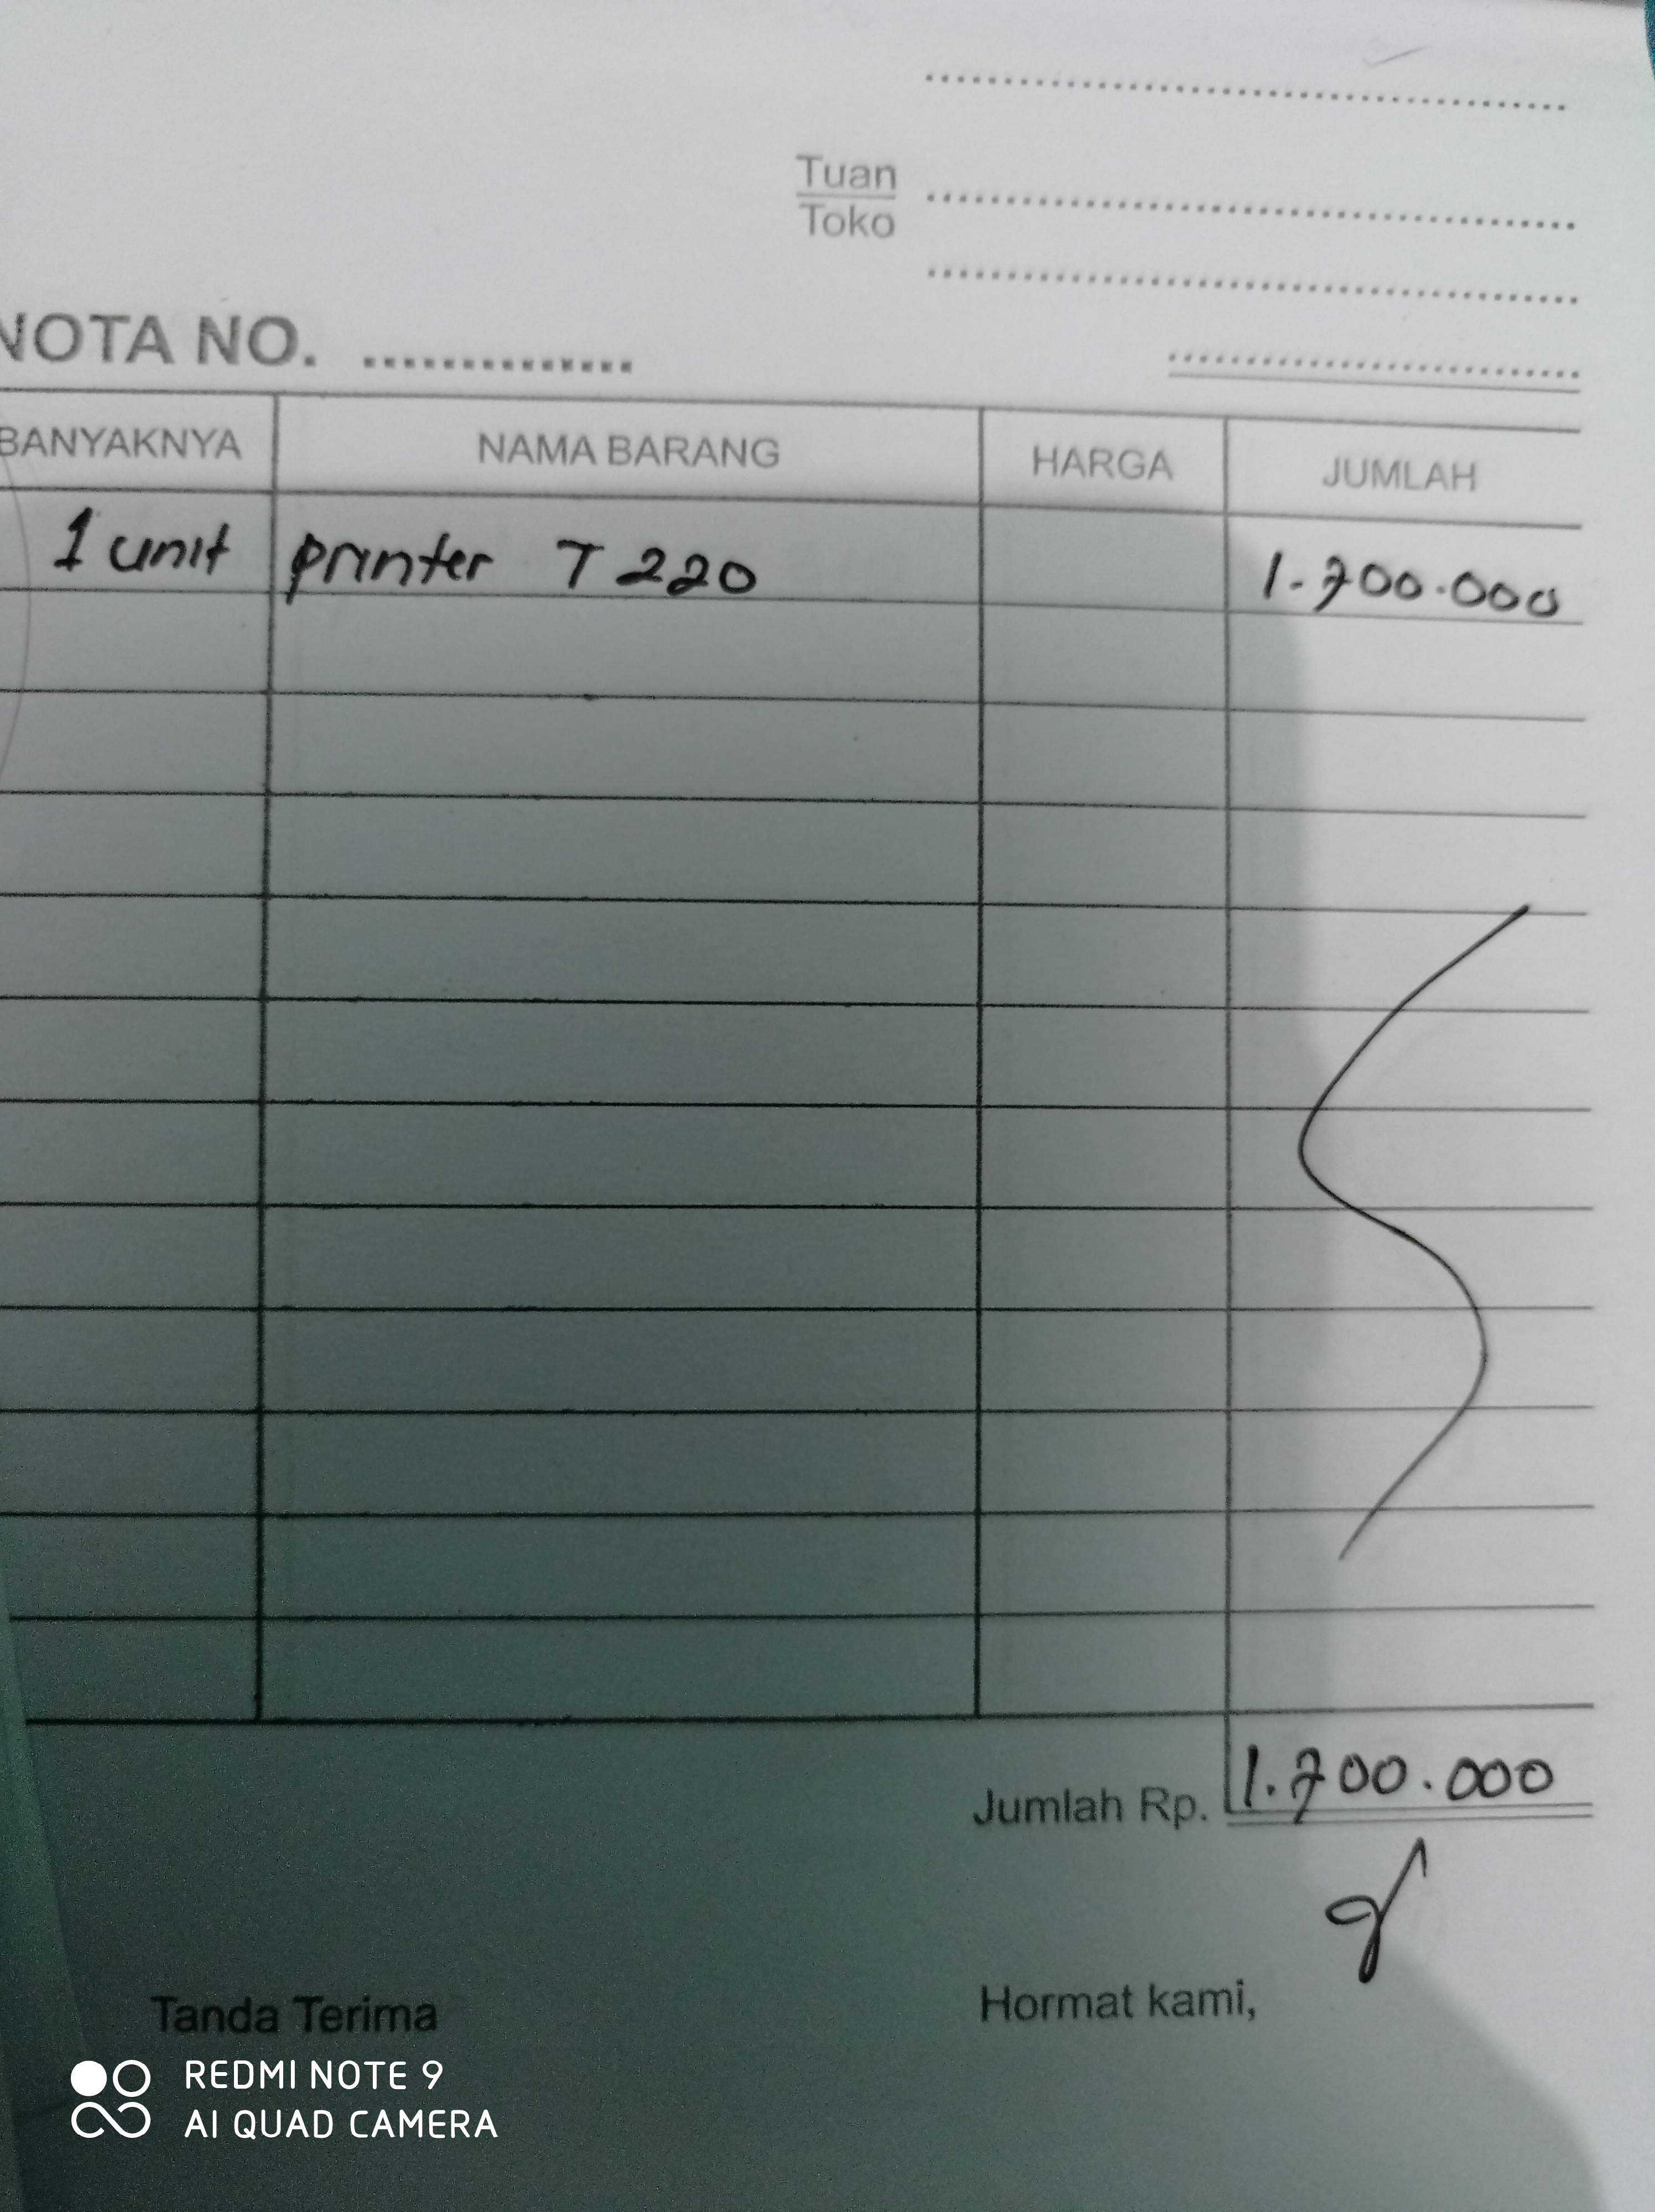 Tuan
Toko
NOTA NO.
BANYAKNYA NAMA BARANG HARGA JUMLAH
1 unit printer T 220 1.700.000
Jumlah Rp. 1.700.000
Tanda Terima Hormat kami,
REDMI NOTE 9
AI QUAD CAMERA